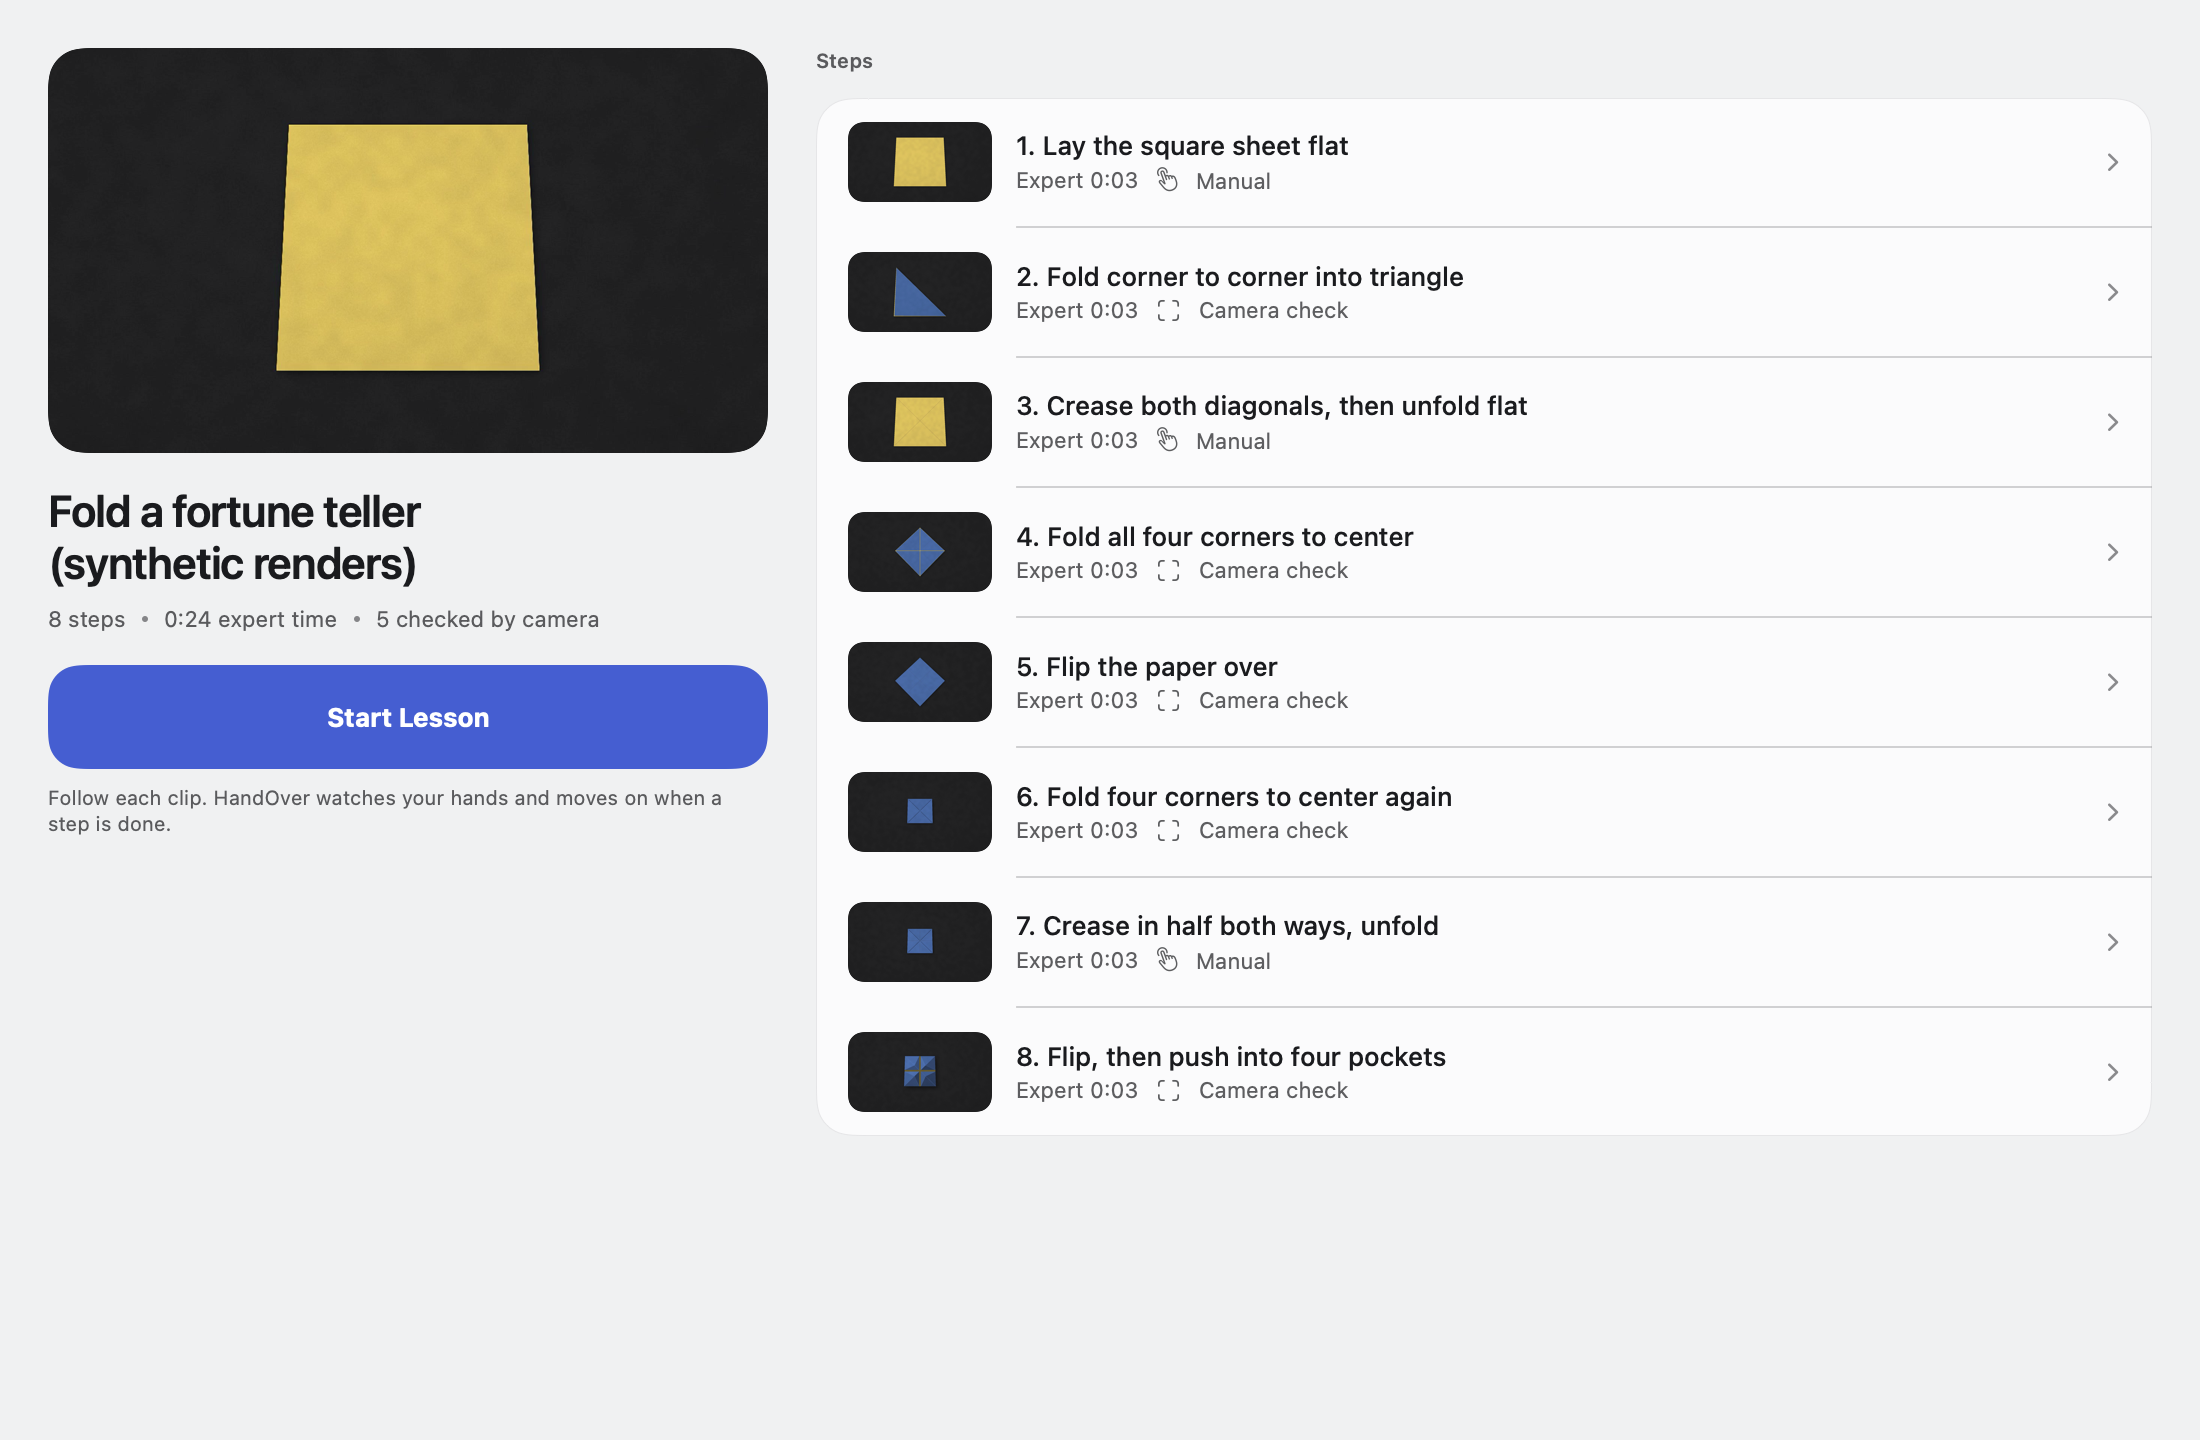 Fold a fortune teller
(synthetic renders)
8 steps • 0:24 expert time • 5 checked by camera
Start Lesson
Follow each clip. HandOver watches your hands and moves on when a
step is done.
Steps
1. Lay the square sheet flat
Expert 0:03 Manual
2. Fold corner to corner into triangle
Expert 0:03 Camera check
3. Crease both diagonals, then unfold flat
Expert 0:03 Manual
4. Fold all four corners to center
Expert 0:03 Camera check
5. Flip the paper over
Expert 0:03 Camera check
6. Fold four corners to center again
Expert 0:03 Camera check
7. Crease in half both ways, unfold
Expert 0:03 Manual
8. Flip, then push into four pockets
Expert 0:03 Camera check